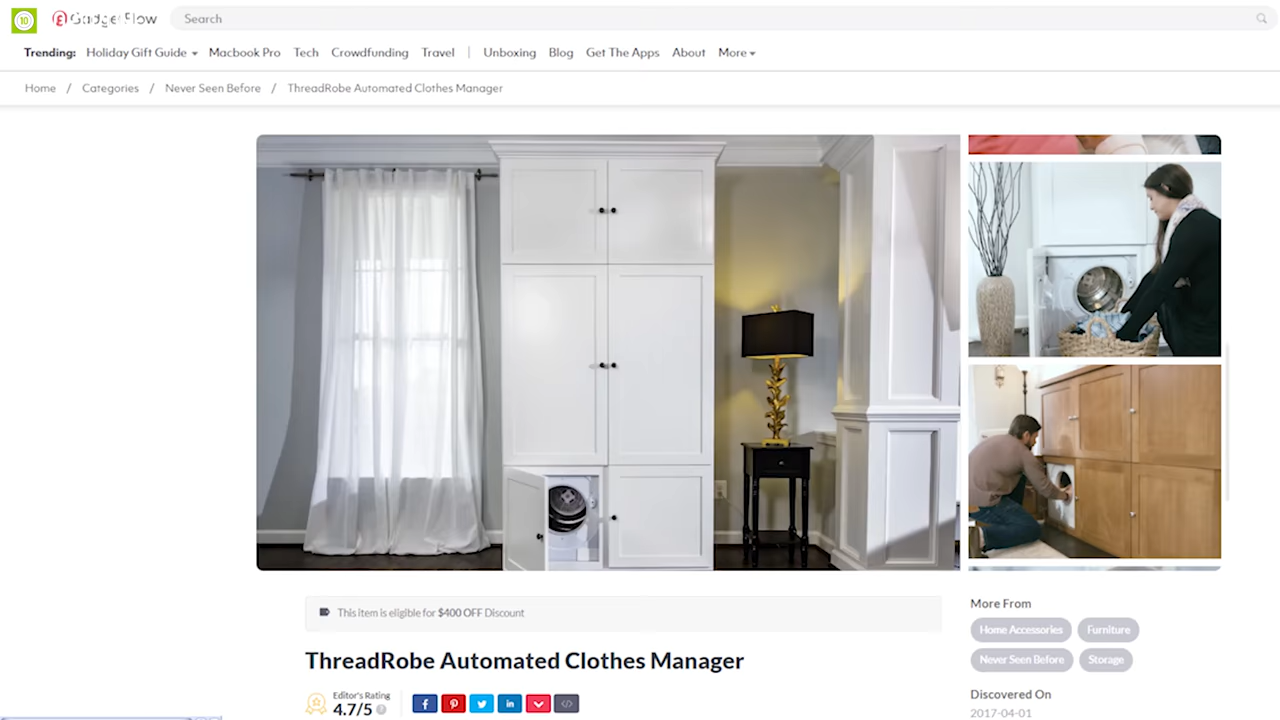 10
Gadget Flow
Search
Trending: Holiday Gift Guide Macbook Pro Tech Crowdfunding Travel | Unboxing Blog Get The Apps About More
Home / Categories / Never Seen Before / ThreadRobe Automated Clothes Manager
This item is eligible for $400 OFF Discount
ThreadRobe Automated Clothes Manager
Editor's Rating
4.7/5 ?
More From
Home Accessories Furniture
Never Seen Before Storage
Discovered On
2017-04-01